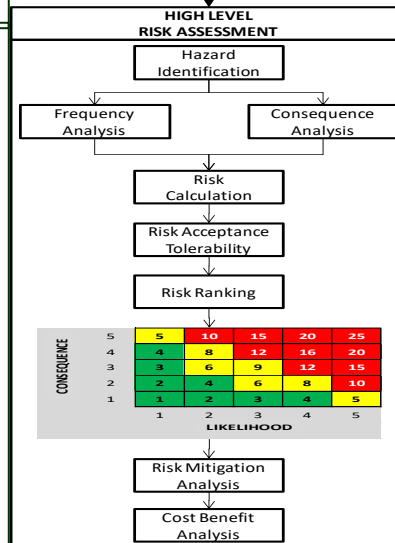 HIGH LEVEL
RISK ASSESSMENT
Hazard
Identification
Frequency
Analysis
Consequence
Analysis
Risk
Calculation
Risk Acceptance
Tolerability
Risk Ranking
CONSEQUENCE
5 5 10 15 20 25
4 4 8 12 16 20
3 3 6 9 12 15
2 2 4 6 8 10
1 1 2 3 4 5
1 2 3 4 5
LIKELIHOOD
Risk Mitigation
Analysis
Cost Benefit
Analysis